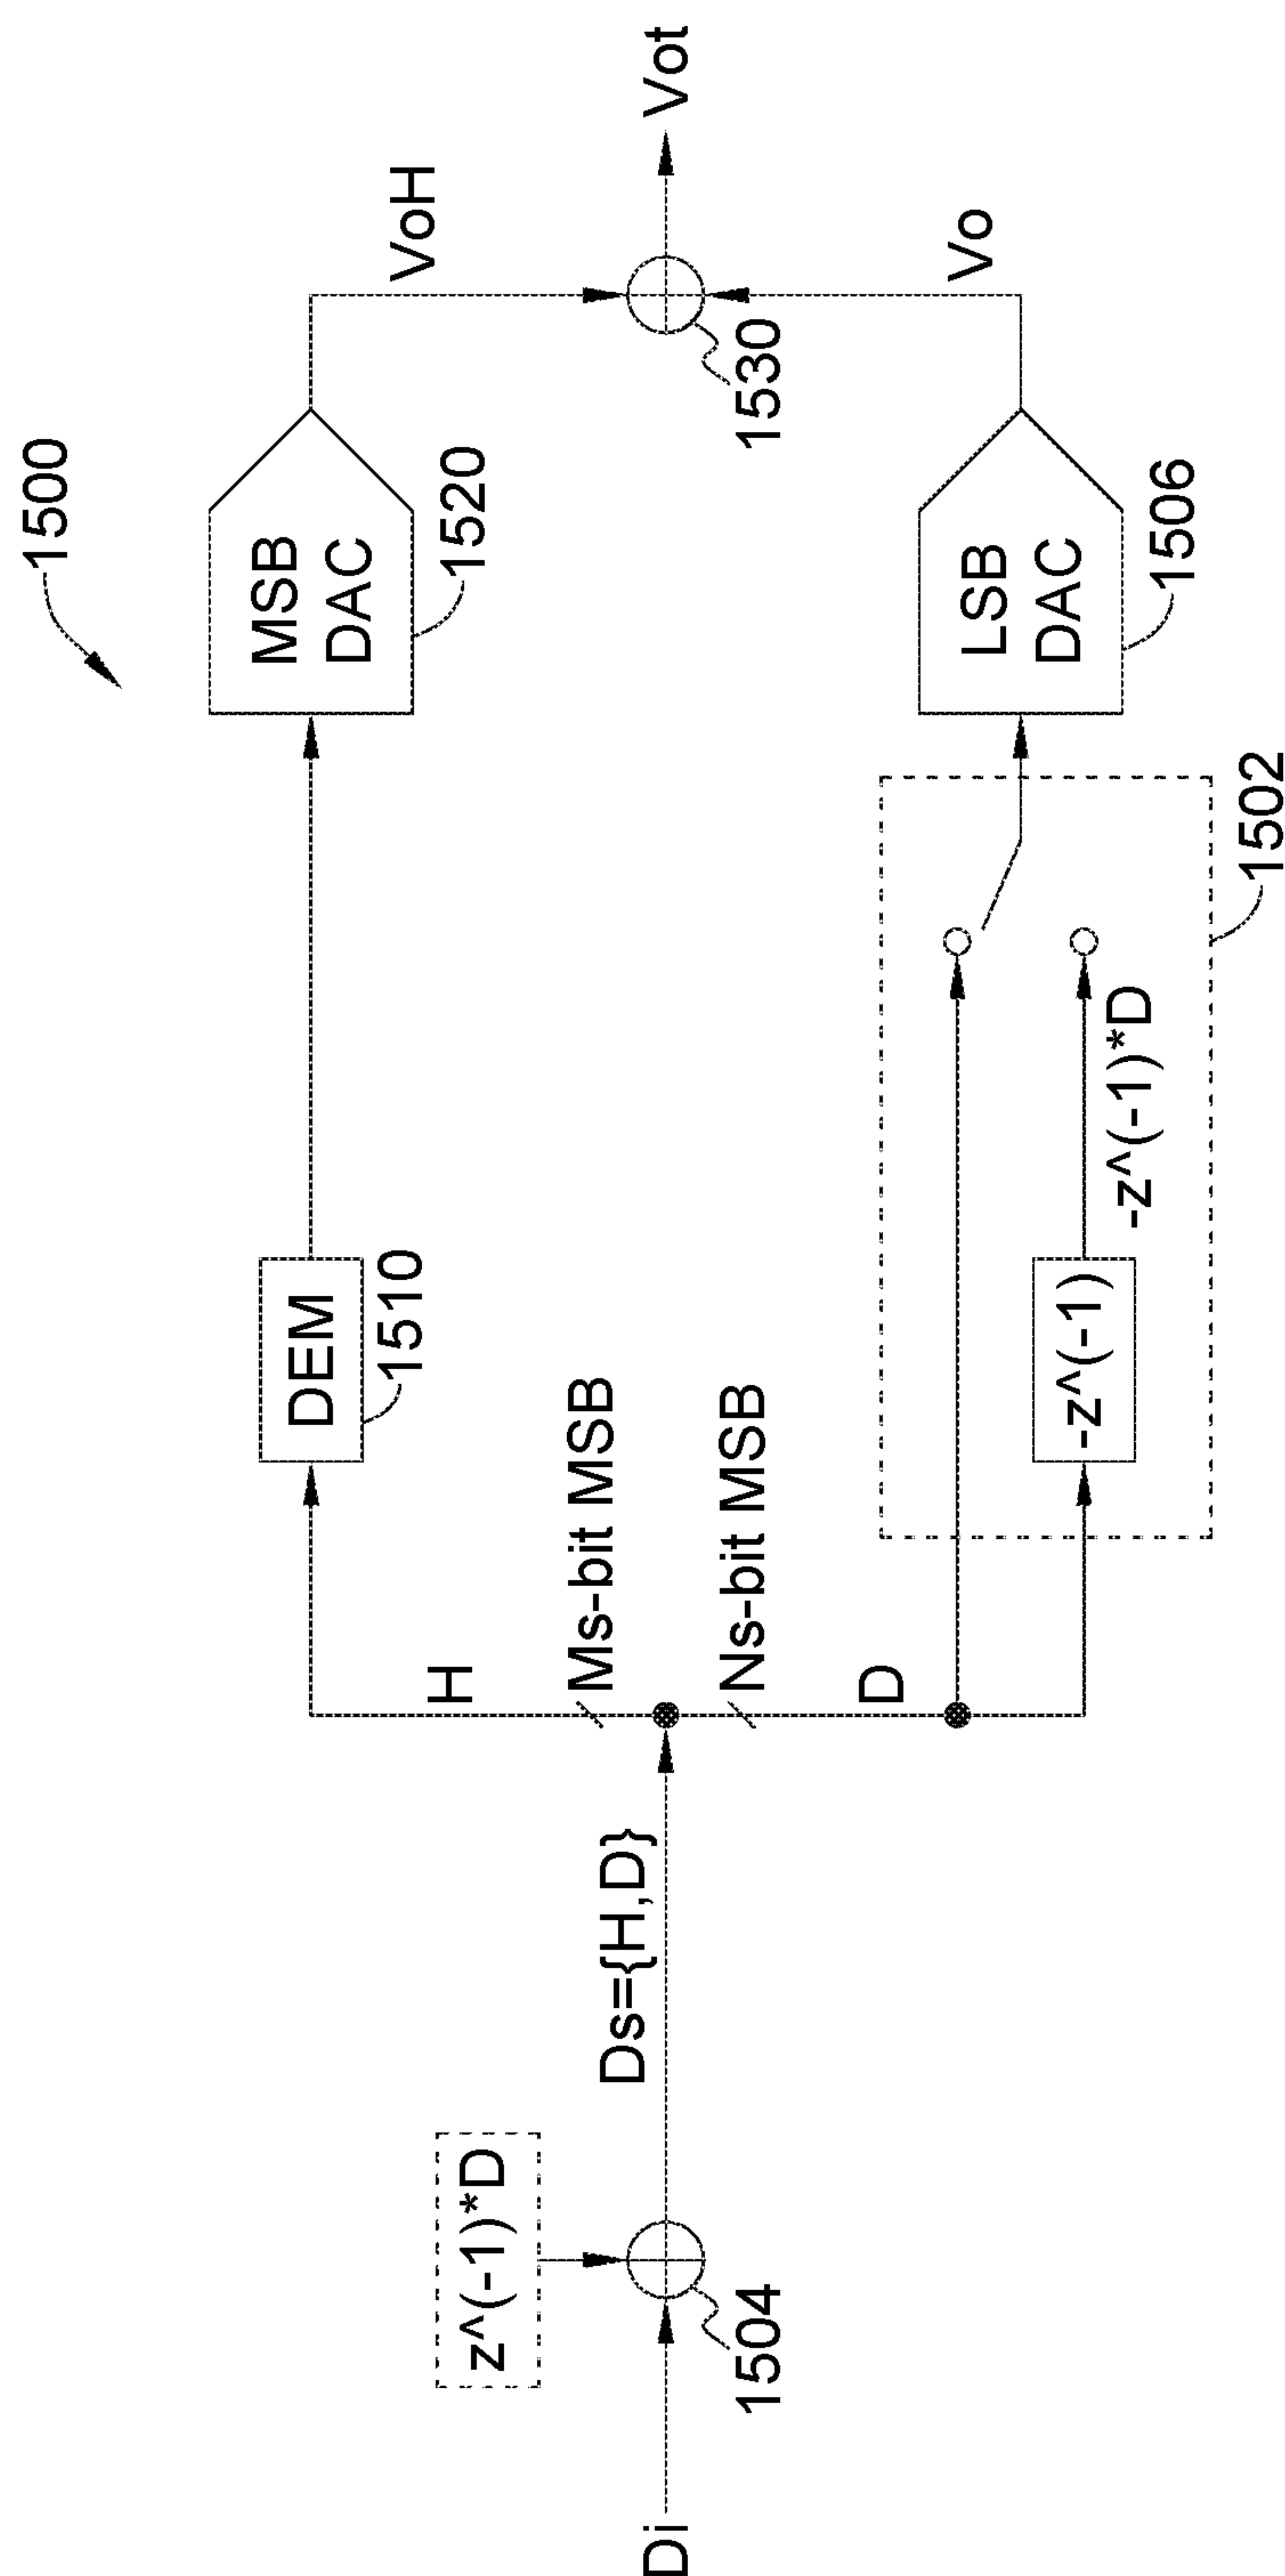 1500
Di
z^(-1)*D
1504
Ds={H,D}
H
Ms-bit MSB
Ns-bit MSB
D
DEM
1510
MSB
DAC
1520
VoH
-z^(-1)
-z^(-1)*D
1502
LSB
DAC
1506
Vo
1530
Vot